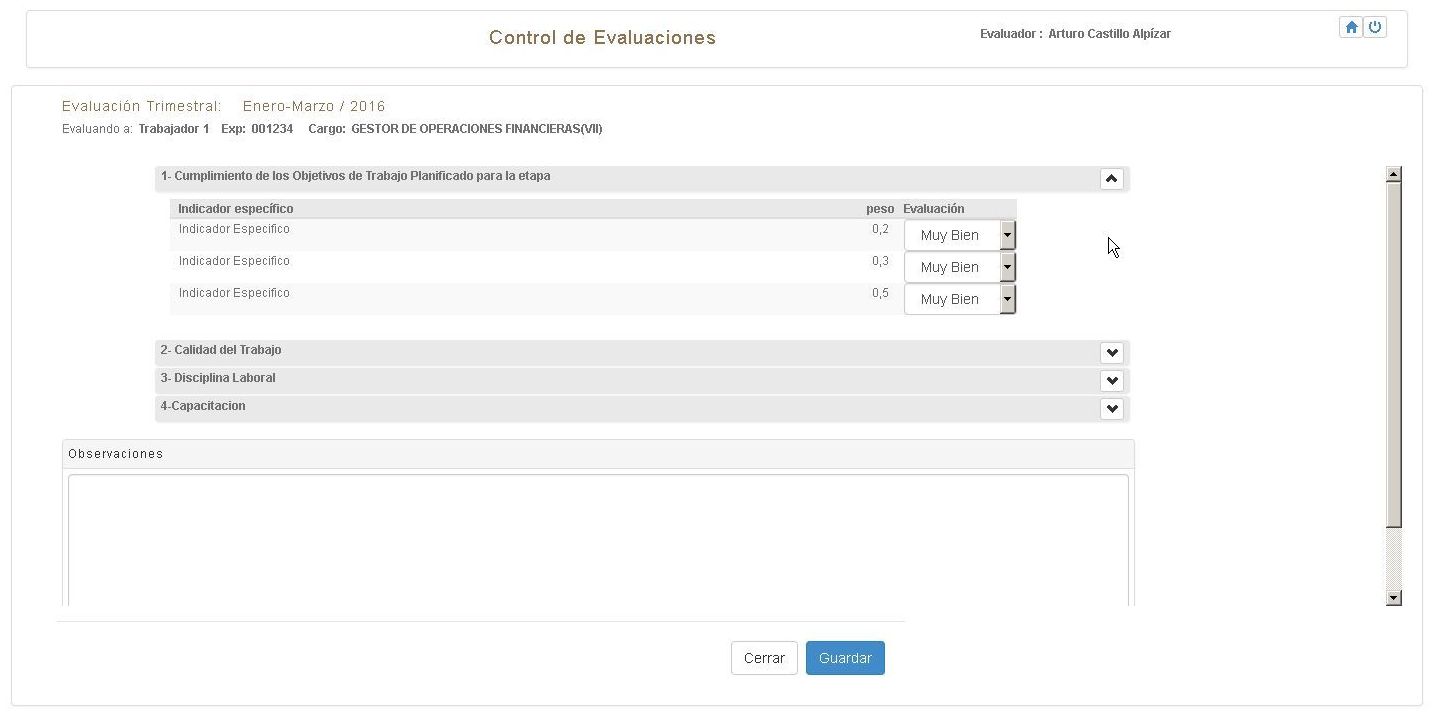 Control de Evaluaciones
Evaluador : Arturo Castillo Alpízar
Evaluación Trimestral: Enero-Marzo / 2016
Evaluando a: Trabajador 1 Exp: 001234 Cargo: GESTOR DE OPERACIONES FINANCIERAS(VII)
1- Cumplimiento de los Objetivos de Trabajo Planificado para la etapa
Indicador específico peso Evaluación
Indicador Especifico 0,2 Muy Bien
Indicador Especifico 0,3 Muy Bien
Indicador Especifico 0,5 Muy Bien
2- Calidad del Trabajo
3- Disciplina Laboral
4-Capacitacion
Observaciones
Cerrar Guardar